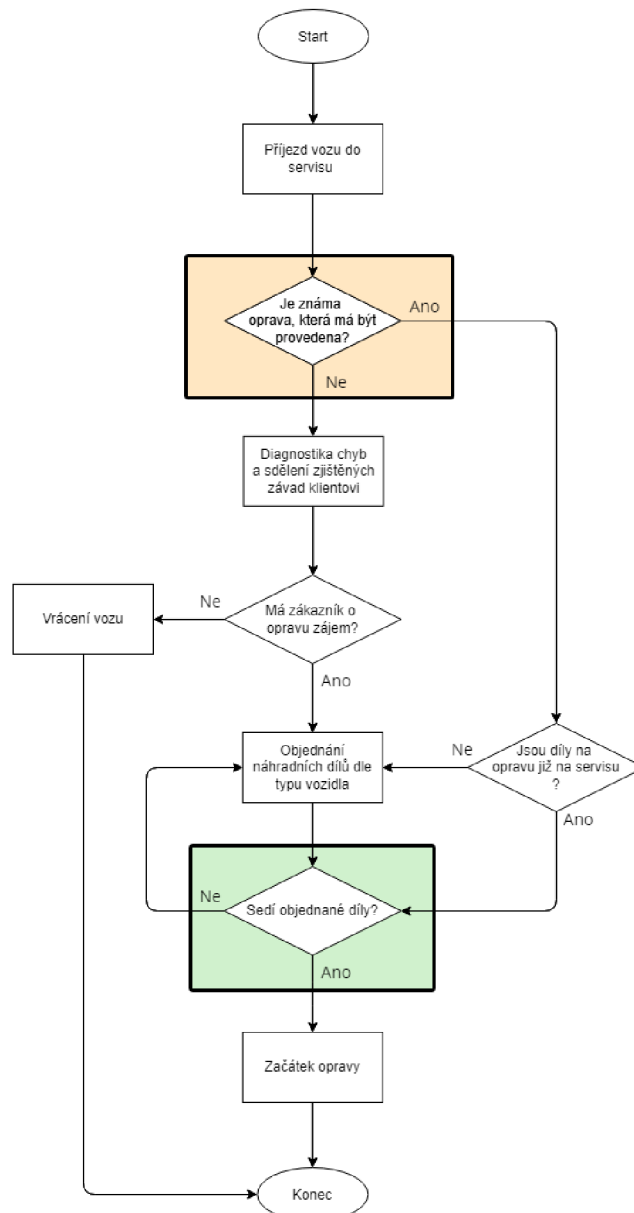 Start
Příjezd vozu do
servisu
Je známa
oprava, která má být
provedena?
Ano
Ne
Diagnostika chyb
a sdělení zjištěných
závad klientovi
Má zákazník o
opravu zájem?
Ne
Vrácení vozu
Ano
Objednání
náhradních dílů dle
typu vozidla
Ne
Jsou díly na
opravu již na servisu
?
Ano
Sedí objednané díly?
Ne
Ano
Začátek opravy
Konec